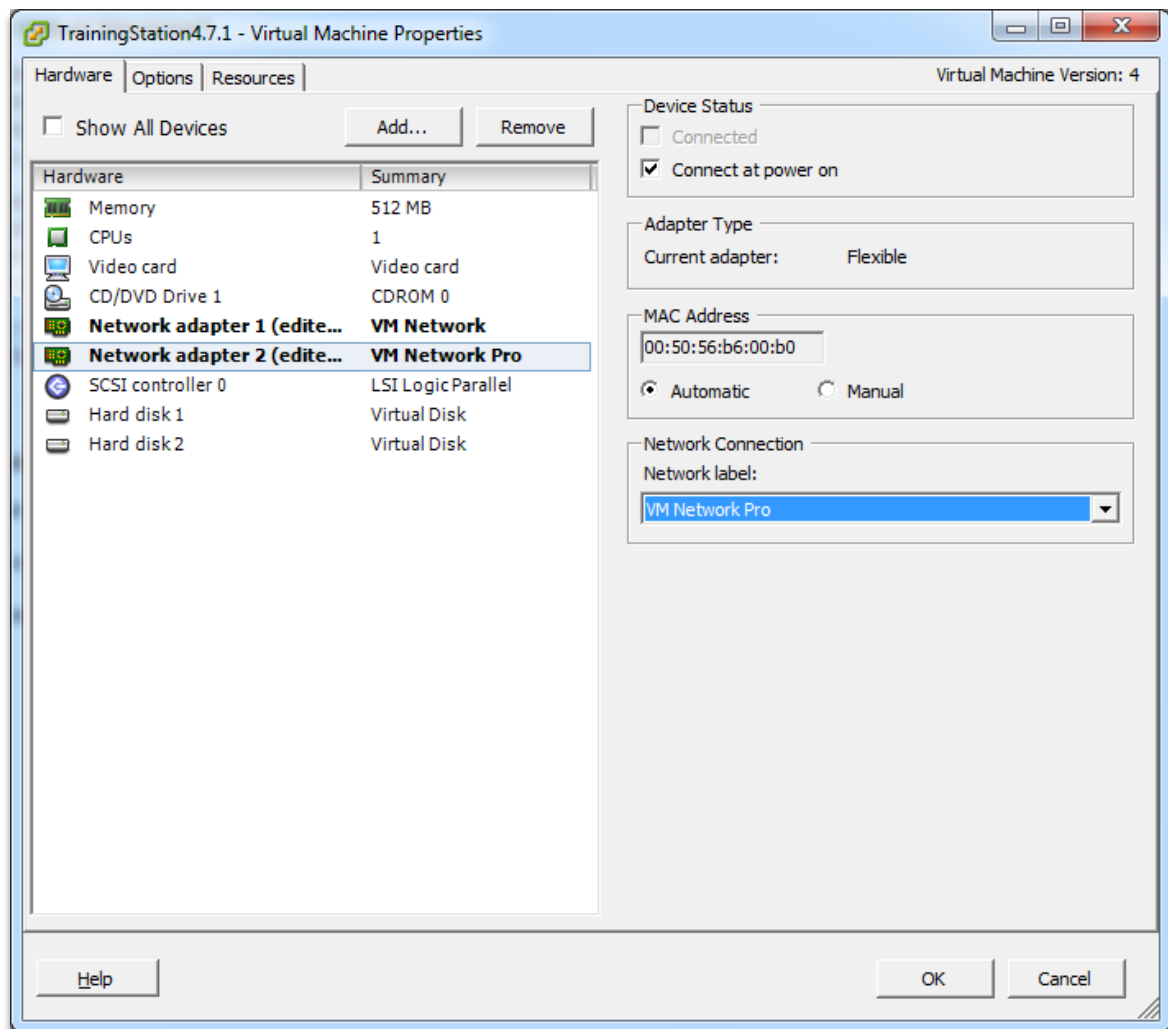 TrainingStation4.7.1 - Virtual Machine Properties
Hardware Options Resources Virtual Machine Version: 4
Show All Devices Add... Remove
Hardware Summary
Memory 512 MB
CPUs 1
Video card Video card
CD/DVD Drive 1 CDROM 0
Network adapter 1 (edite... VM Network
Network adapter 2 (edite... VM Network Pro
SCSI controller 0 LSI Logic Parallel
Hard disk 1 Virtual Disk
Hard disk 2 Virtual Disk
Device Status
Connected
Connect at power on
Adapter Type
Current adapter: Flexible
MAC Address
00:50:56:b6:00:b0
Automatic Manual
Network Connection
Network label:
VM Network Pro
Help OK Cancel